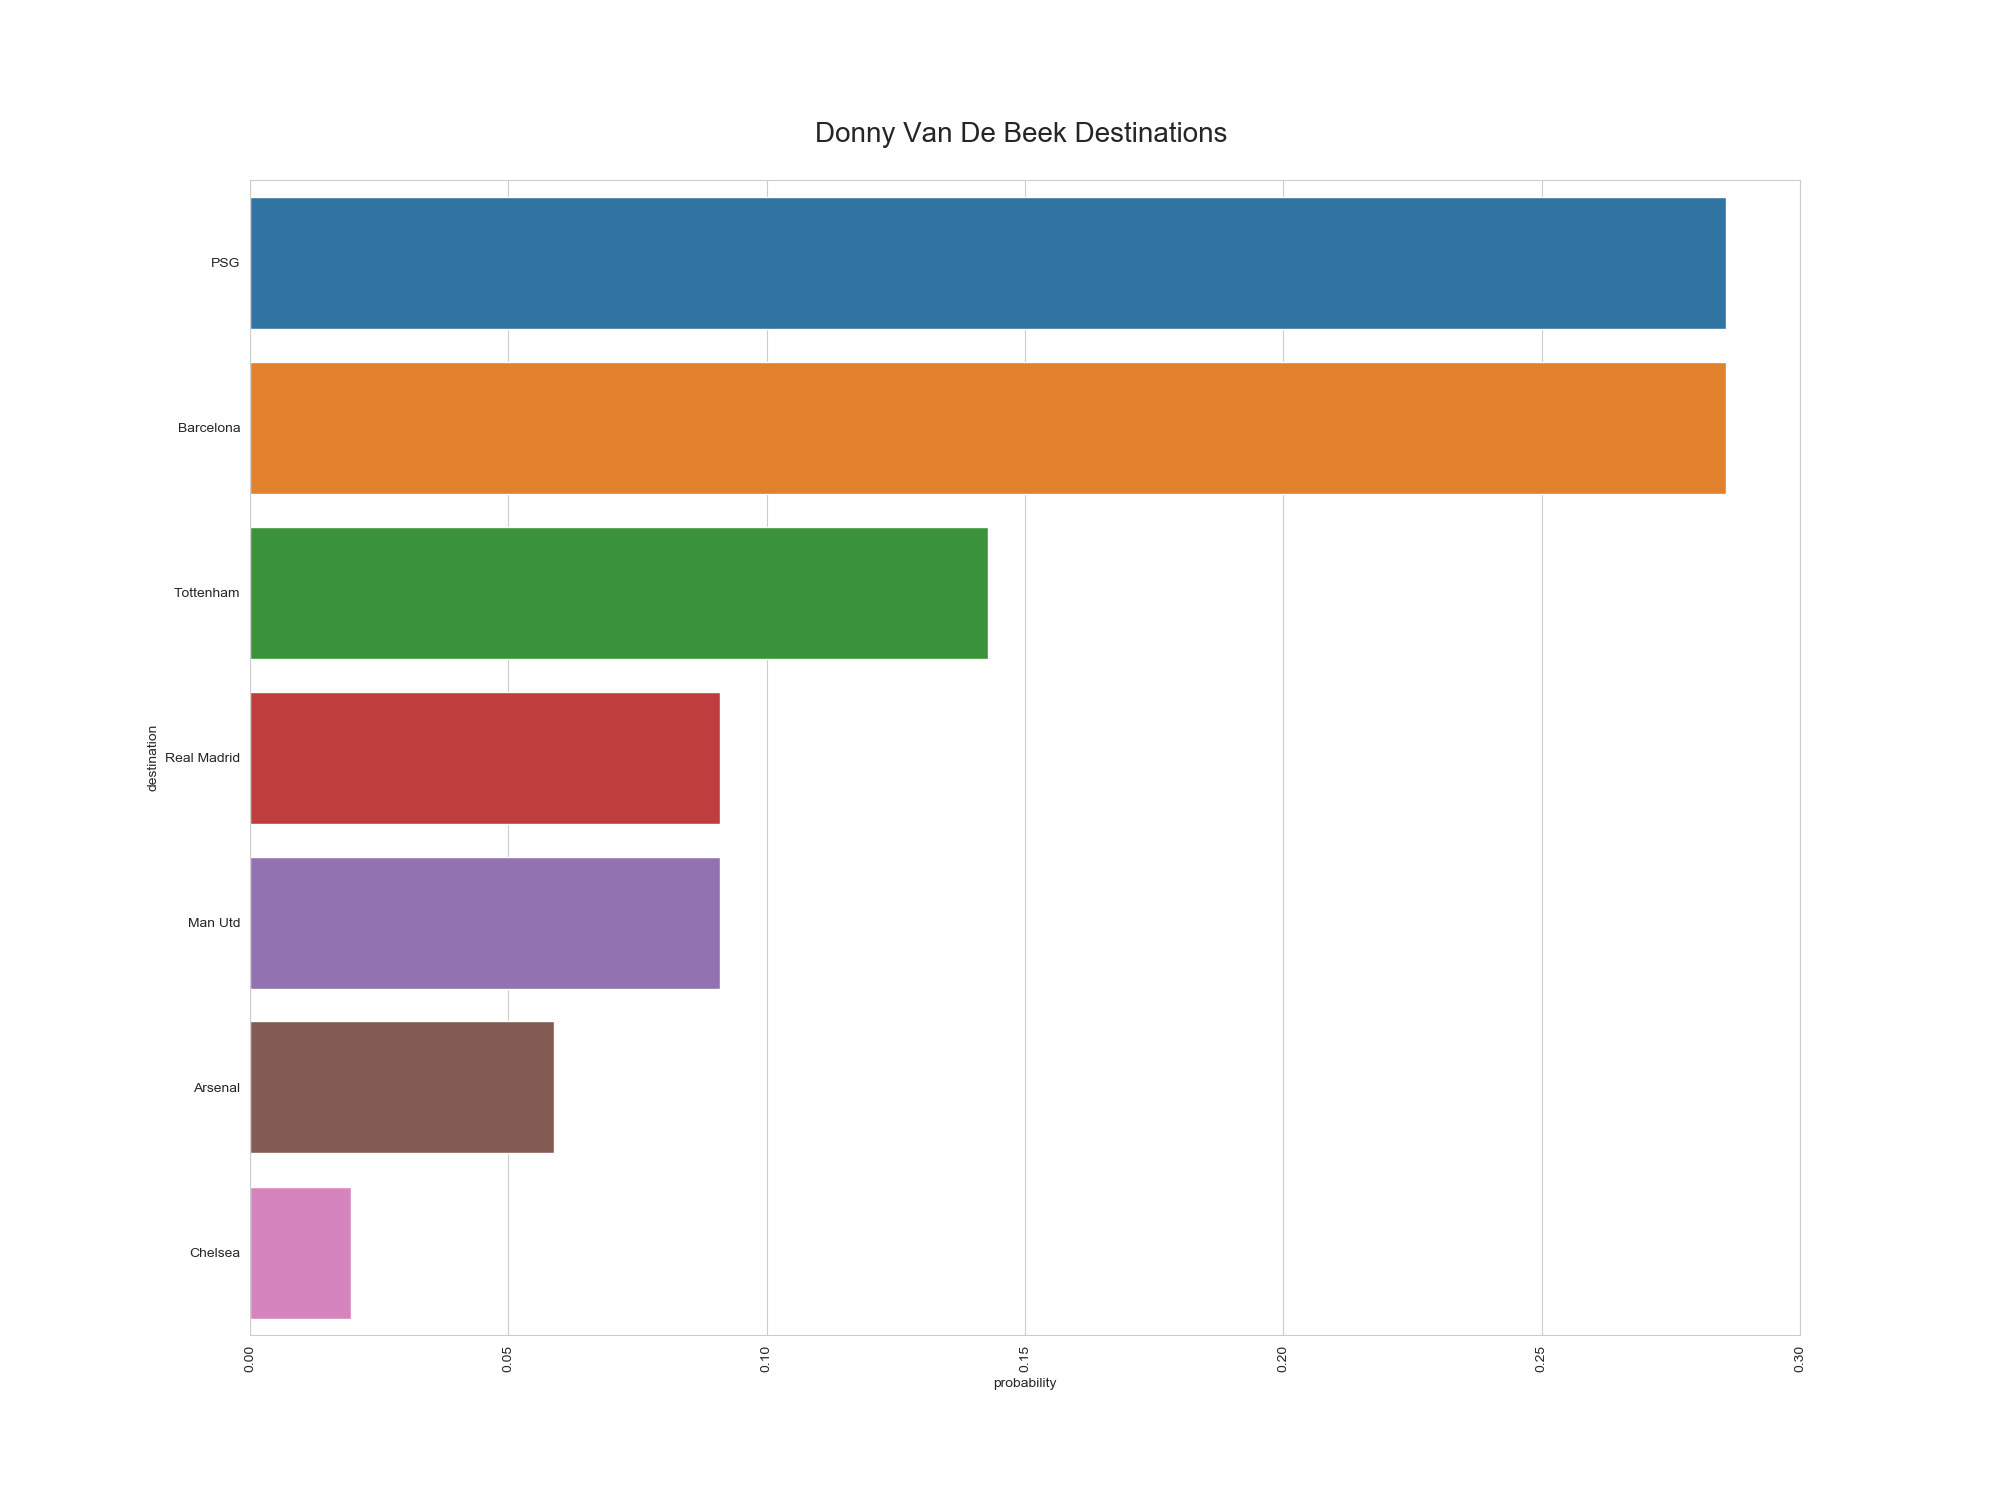 Donny Van De Beek Destinations
PSG
Barcelona
Tottenham
Real Madrid
Man Utd
Arsenal
Chelsea
destination
0.00
0.05
0.10
0.15
0.20
0.25
0.30
probability